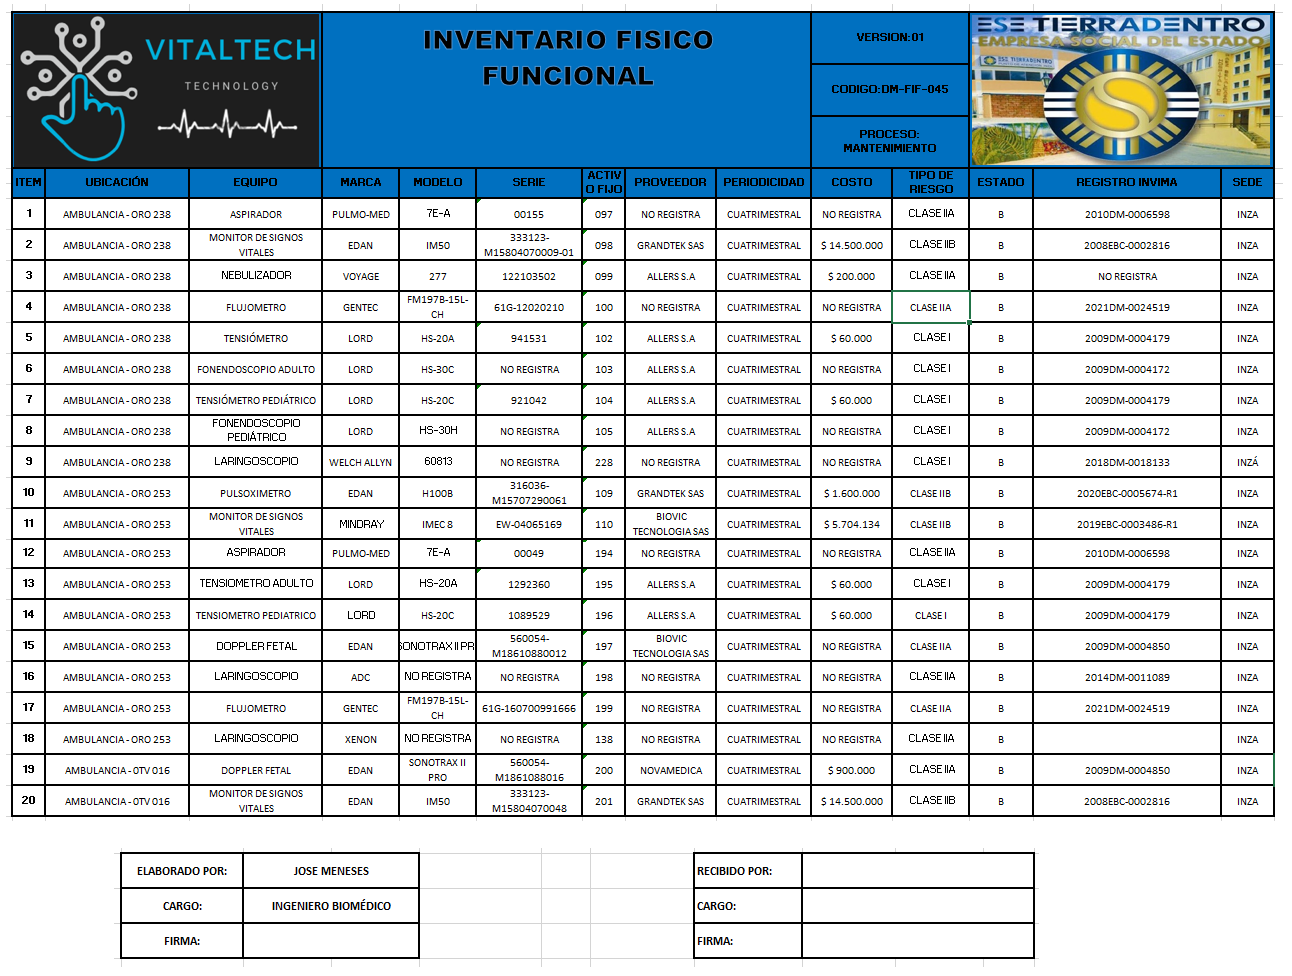 VITALTECH
TECHNOLOGY
INVENTARIO FISICO
FUNCIONAL
VERSION:01
CODIGO:DM-FIF-045
PROCESO:
MANTENIMIENTO
ESE TIERRADENTRO
EMPRESA SOCIAL DEL ESTADO
ESE TIERRADENTRO
ITEM UBICACIÓN EQUIPO MARCA MODELO SERIE ACTIVO FIJO PROVEEDOR PERIODICIDAD COSTO TIPO DE RIESGO ESTADO REGISTRO INVIMA SEDE
1 AMBULANCIA - ORO 238 ASPIRADOR PULMO-MED 7E-A 00155 097 NO REGISTRA CUATRIMESTRAL NO REGISTRA CLASE IIA B 2010DM-0006598 INZA
2 AMBULANCIA - ORO 238 MONITOR DE SIGNOS VITALES EDAN IM50 333123-M15804070009-01 098 GRANDTEK SAS CUATRIMESTRAL $ 14.500.000 CLASE IIB B 2008EBC-0002816 INZA
3 AMBULANCIA - ORO 238 NEBULIZADOR VOYAGE 277 122103502 099 ALLERS S.A CUATRIMESTRAL $ 200.000 CLASE IIA B NO REGISTRA INZA
4 AMBULANCIA - ORO 238 FLUJOMETRO GENTEC FM197B-15L-CH 61G-12020210 100 NO REGISTRA CUATRIMESTRAL NO REGISTRA CLASE IIA B 2021DM-0024519 INZA
5 AMBULANCIA - ORO 238 TENSIÓMETRO LORD HS-20A 941531 102 ALLERS S.A CUATRIMESTRAL $ 60.000 CLASE I B 2009DM-0004179 INZA
6 AMBULANCIA - ORO 238 FONENDOSCOPIO ADULTO LORD HS-30C NO REGISTRA 103 ALLERS S.A CUATRIMESTRAL NO REGISTRA CLASE I B 2009DM-0004172 INZA
7 AMBULANCIA - ORO 238 TENSIÓMETRO PEDIÁTRICO LORD HS-20C 921042 104 ALLERS S.A CUATRIMESTRAL $ 60.000 CLASE I B 2009DM-0004179 INZA
8 AMBULANCIA - ORO 238 FONENDOSCOPIO PEDIÁTRICO LORD HS-30H NO REGISTRA 105 ALLERS S.A CUATRIMESTRAL NO REGISTRA CLASE I B 2009DM-0004172 INZA
9 AMBULANCIA - ORO 238 LARINGOSCOPIO WELCH ALLYN 60813 NO REGISTRA 228 NO REGISTRA CUATRIMESTRAL NO REGISTRA CLASE I B 2018DM-0018133 INZÁ
10 AMBULANCIA - ORO 253 PULSOXIMETRO EDAN H100B 316036-M15707290061 109 GRANDTEK SAS CUATRIMESTRAL $ 1.600.000 CLASE IIB B 2020EBC-0005674-R1 INZA
11 AMBULANCIA - ORO 253 MONITOR DE SIGNOS VITALES MINDRAY IMEC 8 EW-04065169 110 BIOVIC TECNOLOGIA SAS CUATRIMESTRAL $ 5.704.134 CLASE IIB B 2019EBC-0003486-R1 INZA
12 AMBULANCIA - ORO 253 ASPIRADOR PULMO-MED 7E-A 00049 194 NO REGISTRA CUATRIMESTRAL NO REGISTRA CLASE IIA B 2010DM-0006598 INZA
13 AMBULANCIA - ORO 253 TENSIOMETRO ADULTO LORD HS-20A 1292360 195 ALLERS S.A CUATRIMESTRAL $ 60.000 CLASE I B 2009DM-0004179 INZA
14 AMBULANCIA - ORO 253 TENSIOMETRO PEDIATRICO LORD HS-20C 1089529 196 ALLERS S.A CUATRIMESTRAL $ 60.000 CLASE I B 2009DM-0004179 INZA
15 AMBULANCIA - ORO 253 DOPPLER FETAL EDAN SONOTRAX II PR 560054-M18610880012 197 BIOVIC TECNOLOGIA SAS CUATRIMESTRAL NO REGISTRA CLASE IIA B 2009DM-0004850 INZA
16 AMBULANCIA - ORO 253 LARINGOSCOPIO ADC NO REGISTRA NO REGISTRA 198 NO REGISTRA CUATRIMESTRAL NO REGISTRA CLASE IIA B 2014DM-0011089 INZA
17 AMBULANCIA - ORO 253 FLUJOMETRO GENTEC FM197B-15L-CH 61G-160700991666 199 NO REGISTRA CUATRIMESTRAL NO REGISTRA CLASE IIA B 2021DM-0024519 INZA
18 AMBULANCIA - ORO 253 LARINGOSCOPIO XENON NO REGISTRA NO REGISTRA 138 NO REGISTRA CUATRIMESTRAL NO REGISTRA CLASE IIA B INZA
19 AMBULANCIA - 0TV 016 DOPPLER FETAL EDAN SONOTRAX II PRO 560054-M1861088016 200 NOVAMEDICA CUATRIMESTRAL $ 900.000 CLASE IIA B 2009DM-0004850 INZA
20 AMBULANCIA - 0TV 016 MONITOR DE SIGNOS VITALES EDAN IM50 333123-M15804070048 201 GRANDTEK SAS CUATRIMESTRAL $ 14.500.000 CLASE IIB B 2008EBC-0002816 INZA
ELABORADO POR: JOSE MENESES
CARGO: INGENIERO BIOMÉDICO
FIRMA:
RECIBIDO POR:
CARGO:
FIRMA: